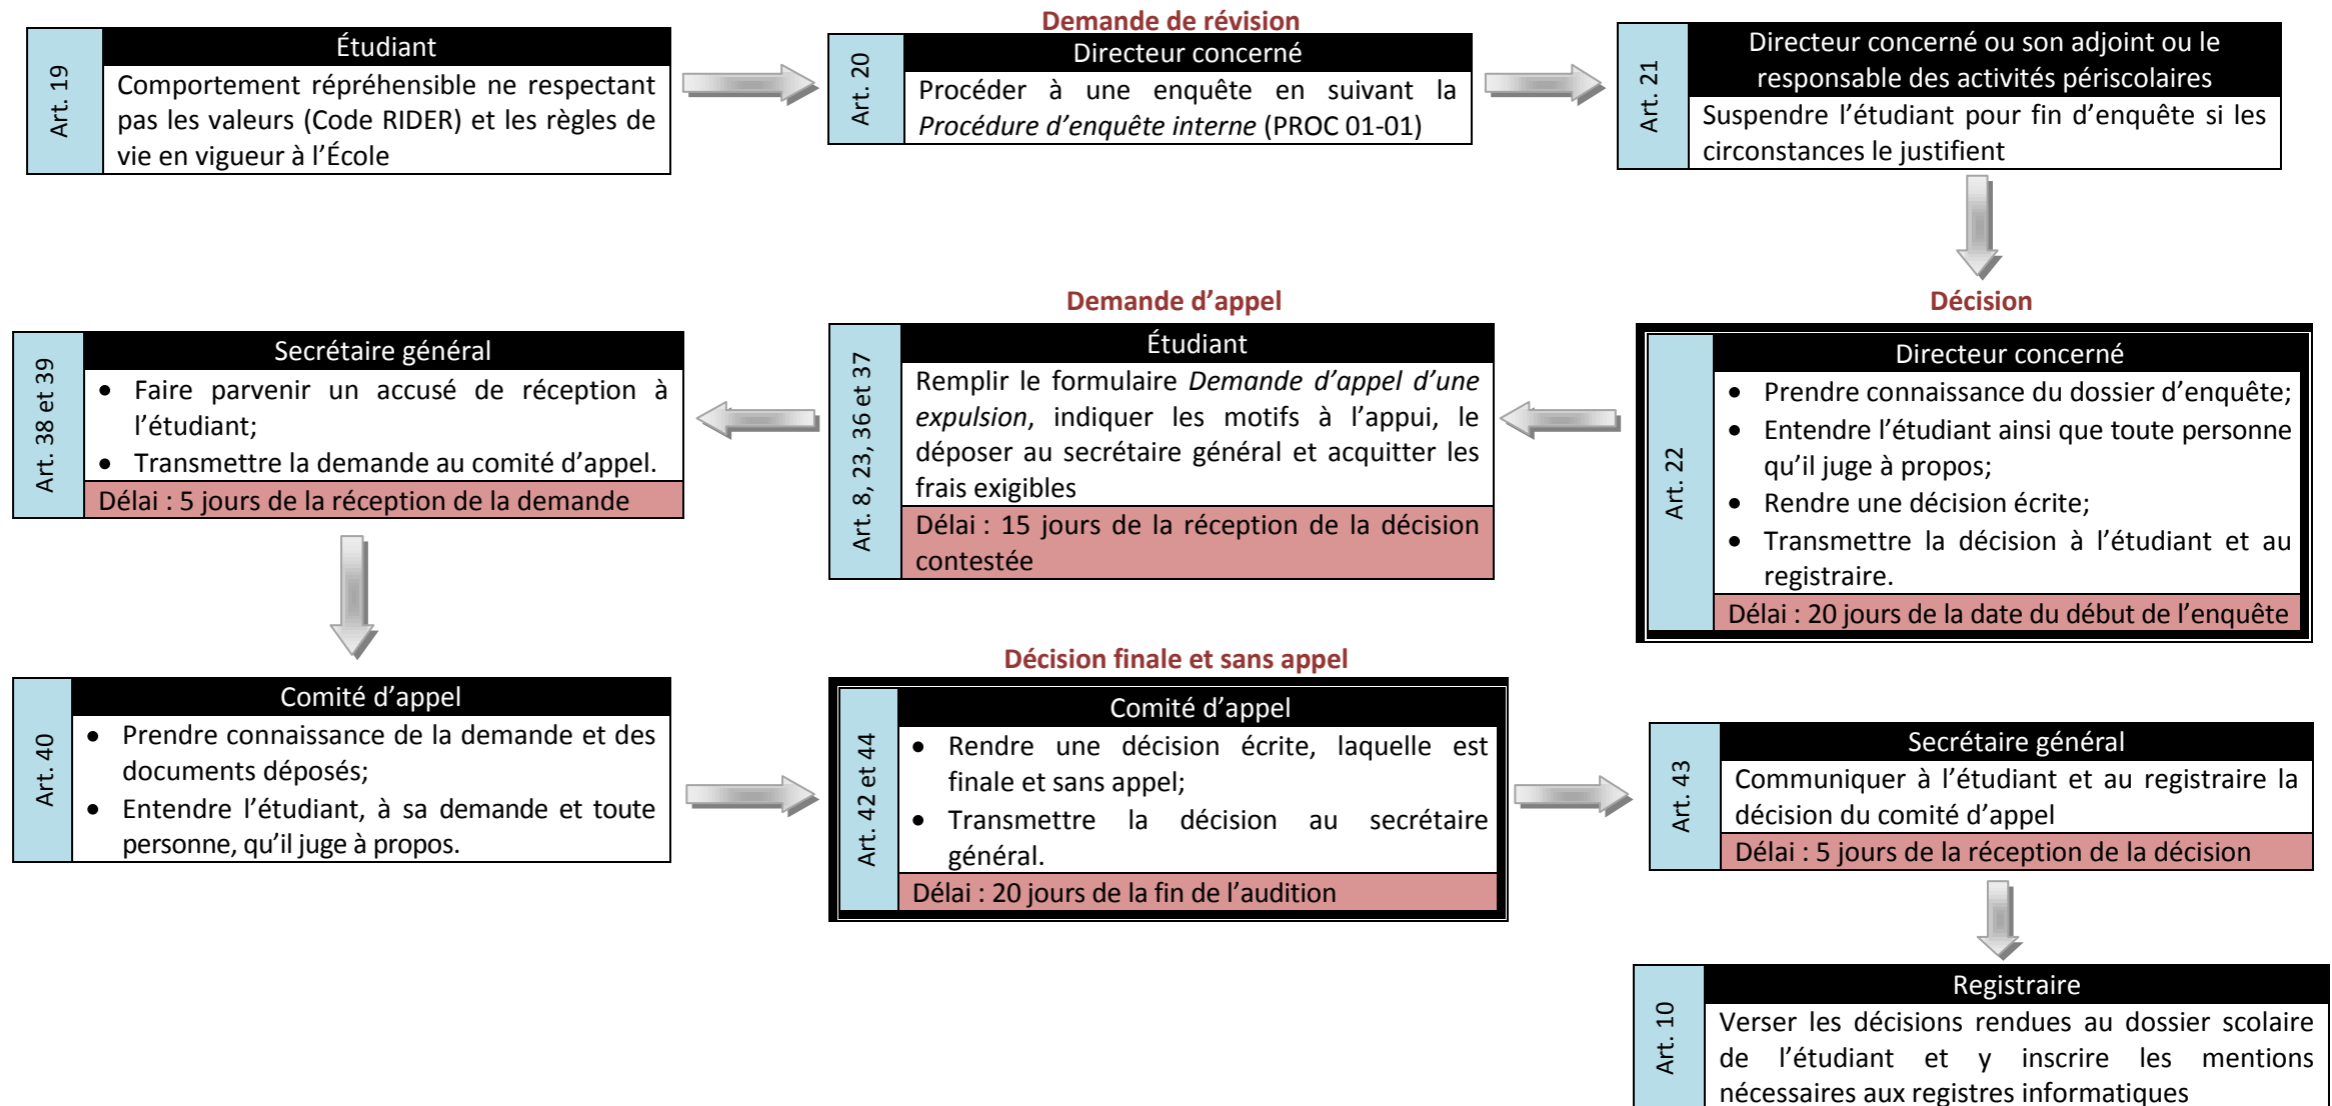 Demande de révision
Art. 19
Étudiant
Comportement répréhensible ne respectant
pas les valeurs (Code RIDER) et les règles de
vie en vigueur à l’École
Art. 20
Directeur concerné
Procéder à une enquête en suivant la
Procédure d’enquête interne (PROC 01-01)
Art. 21
Directeur concerné ou son adjoint ou le
responsable des activités périscolaires
Suspendre l’étudiant pour fin d’enquête si les
circonstances le justifient
Décision
Art. 22
Directeur concerné
• Prendre connaissance du dossier d’enquête;
• Entendre l’étudiant ainsi que toute personne
qu’il juge à propos;
• Rendre une décision écrite;
• Transmettre la décision à l’étudiant et au
registraire.
Délai : 20 jours de la date du début de l’enquête
Demande d’appel
Art. 8, 23, 36 et 37
Étudiant
Remplir le formulaire Demande d’appel d’une
expulsion, indiquer les motifs à l’appui, le
déposer au secrétaire général et acquitter les
frais exigibles
Délai : 15 jours de la réception de la décision
contestée
Art. 38 et 39
Secrétaire général
• Faire parvenir un accusé de réception à
l’étudiant;
• Transmettre la demande au comité d’appel.
Délai : 5 jours de la réception de la demande
Art. 40
Comité d’appel
• Prendre connaissance de la demande et des
documents déposés;
• Entendre l’étudiant, à sa demande et toute
personne, qu’il juge à propos.
Décision finale et sans appel
Art. 42 et 44
Comité d’appel
• Rendre une décision écrite, laquelle est
finale et sans appel;
• Transmettre la décision au secrétaire
général.
Délai : 20 jours de la fin de l’audition
Art. 43
Secrétaire général
Communiquer à l’étudiant et au registraire la
décision du comité d’appel
Délai : 5 jours de la réception de la décision
Art. 10
Registraire
Verser les décisions rendues au dossier scolaire
de l’étudiant et y inscrire les mentions
nécessaires aux registres informatiques